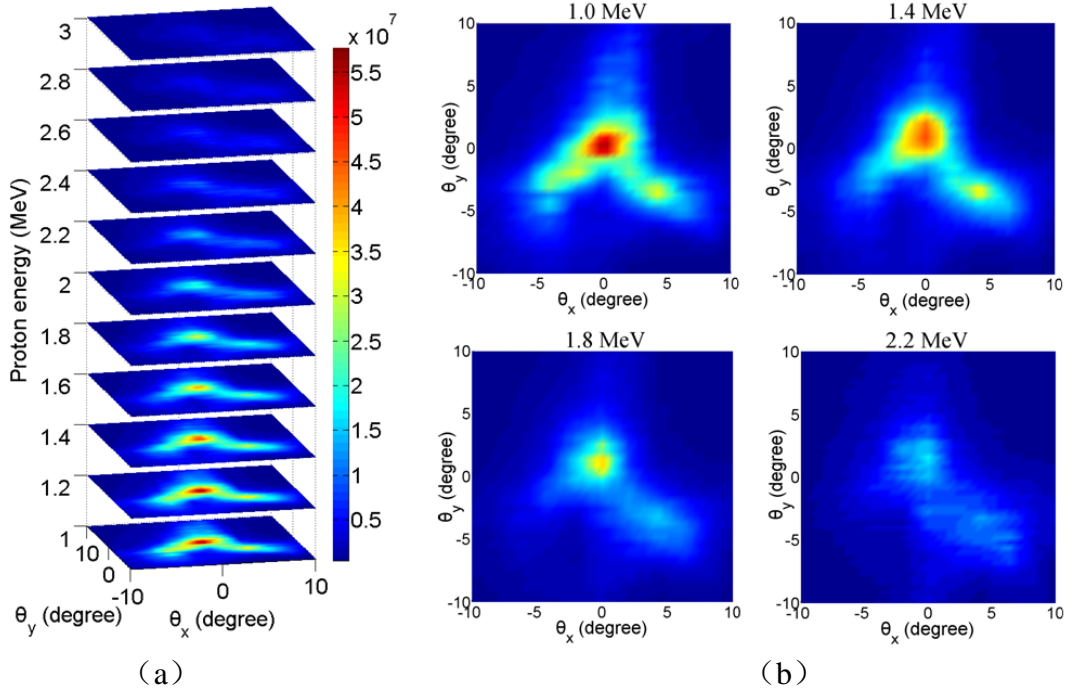 3
2.8
2.6
2.4
2.2
2
1.8
1.6
1.4
1.2
1
Proton energy (MeV)
10
0
-10
0
10
θy (degree)
θx (degree)
x 10^7
5.5
5
4.5
4
3.5
3
2.5
2
1.5
1
0.5
(a)
1.0 MeV
10
5
0
-5
-10
θy (degree)
-10 -5 0 5 10
θx (degree)
1.4 MeV
10
5
0
-5
-10
θy (degree)
-10 -5 0 5 10
θx (degree)
1.8 MeV
10
5
0
-5
-10
θy (degree)
-10 -5 0 5 10
θx (degree)
2.2 MeV
10
5
0
-5
-10
θy (degree)
-10 -5 0 5 10
θx (degree)
(b)